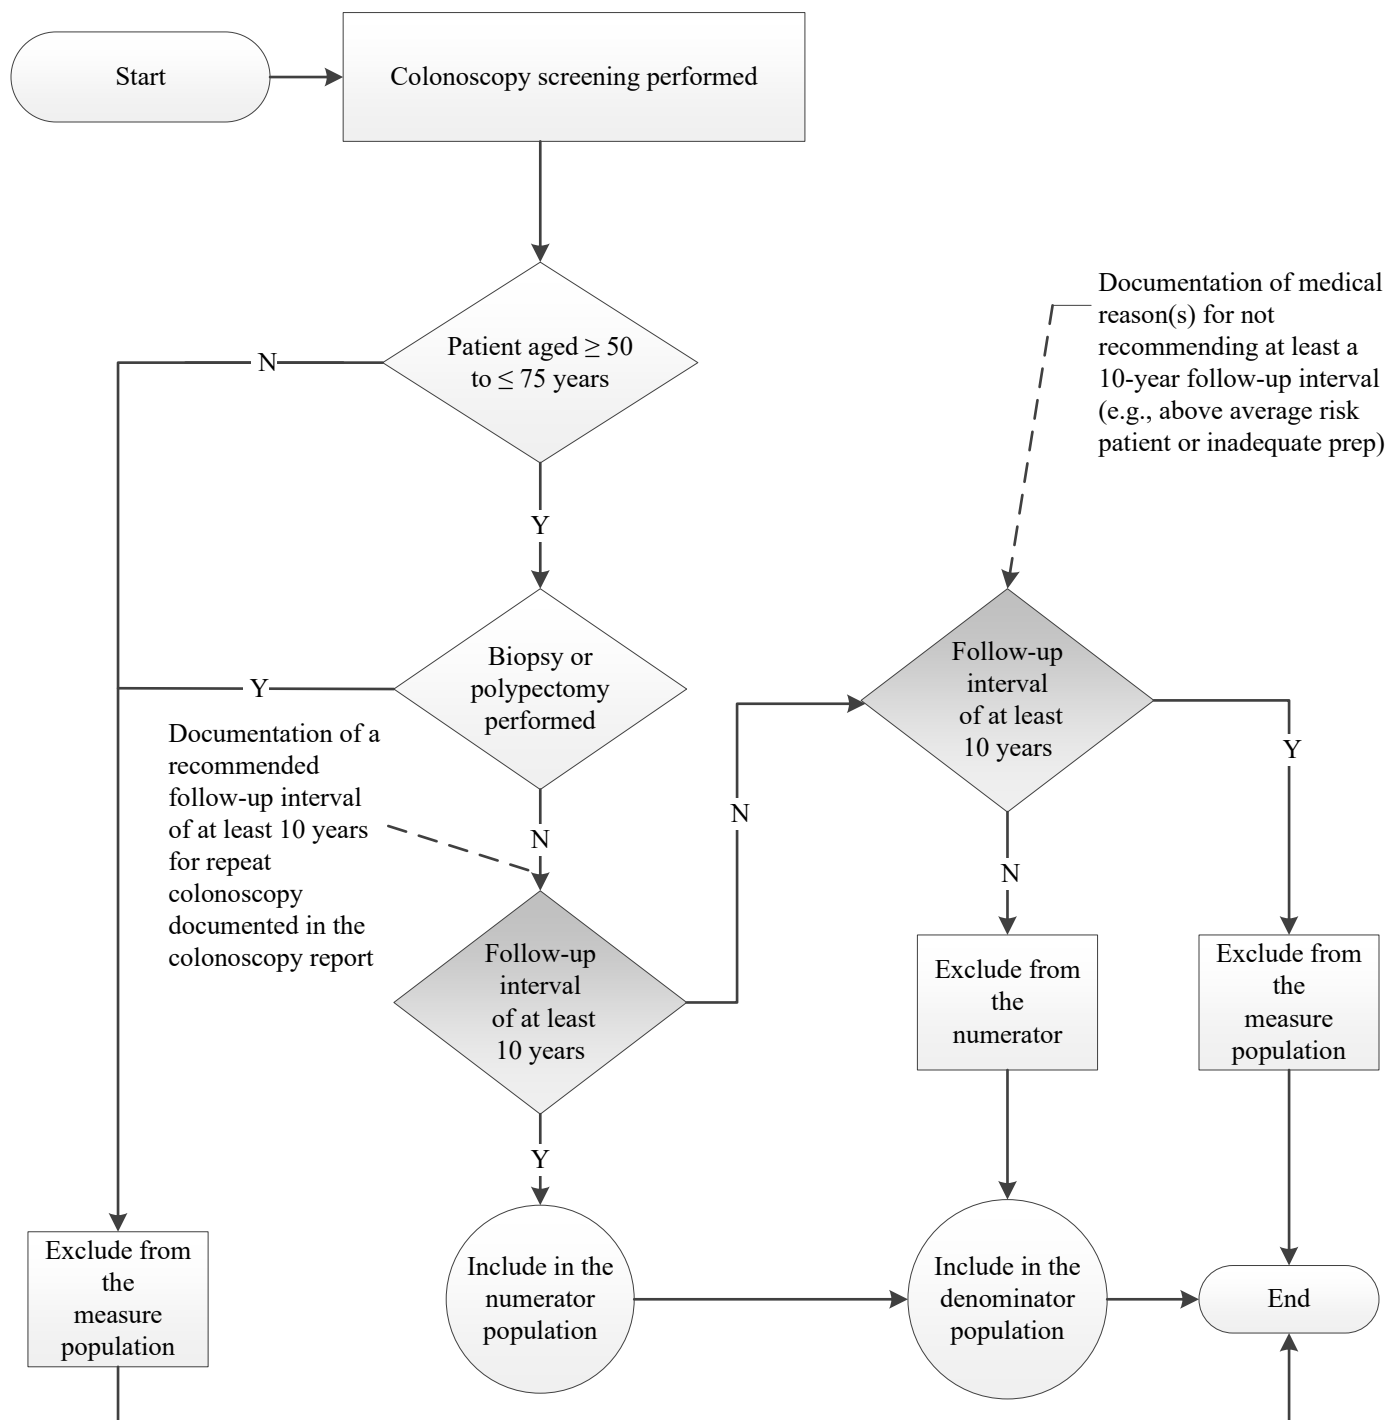 Start
Colonoscopy screening performed
Patient aged ≥ 50
to ≤ 75 years
N
Y
Documentation of medical
reason(s) for not
recommending at least a
10-year follow-up interval
(e.g., above average risk
patient or inadequate prep)
Biopsy or
polypectomy
performed
Y
N
Documentation of a
recommended
follow-up interval
of at least 10 years
for repeat
colonoscopy
documented in the
colonoscopy report
Follow-up
interval
of at least
10 years
N
Y
Follow-up
interval
of at least
10 years
Y
N
Exclude from
the
numerator
Exclude from
the
measure
population
Exclude from
the
measure
population
Include in the
numerator
population
Include in the
denominator
population
End